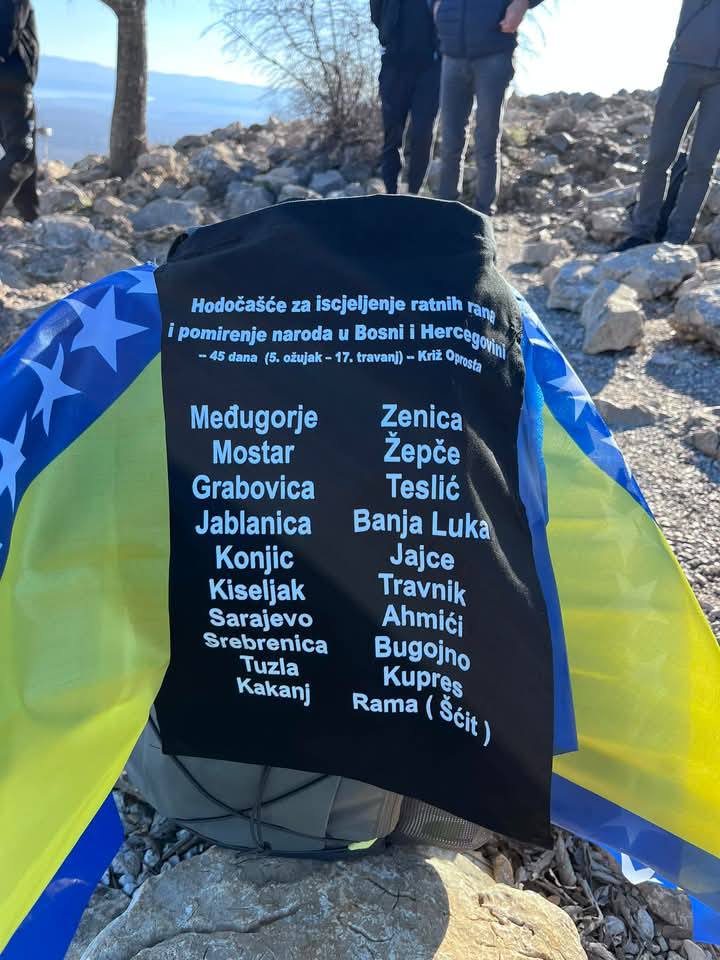 Hodočašće za iscjeljenje ratnih rana
i pomirenje naroda u Bosni i Hercegovini
– 45 dana (5. ožujak – 17. travanj) – Križ Oprosta
Međugorje
Mostar
Grabovica
Jablanica
Konjic
Kiseljak
Sarajevo
Srebrenica
Tuzla
Kakanj
Zenica
Žepče
Teslić
Banja Luka
Jajce
Travnik
Ahmići
Bugojno
Kupres
Rama ( Šćit )